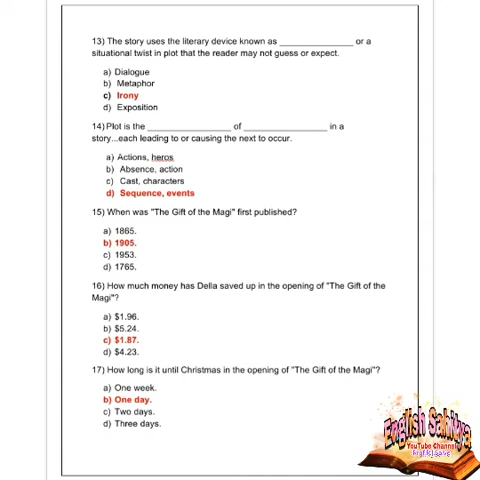 13) The story uses the literary device known as ________________ or a
situational twist in plot that the reader may not guess or expect.
a) Dialogue
b) Metaphor
c) Irony
d) Exposition
14) Plot is the __________________ of __________________ in a
story...each leading to or causing the next to occur.
a) Actions, heros
b) Absence, action
c) Cast, characters
d) Sequence, events
15) When was "The Gift of the Magi" first published?
a) 1865.
b) 1905.
c) 1953.
d) 1765.
16) How much money has Della saved up in the opening of "The Gift of the
Magi"?
a) $1.96.
b) $5.24.
c) $1.87.
d) $4.23.
17) How long is it until Christmas in the opening of "The Gift of the Magi"?
a) One week.
b) One day.
c) Two days.
d) Three days.
English Sahitya
YouTube Channel